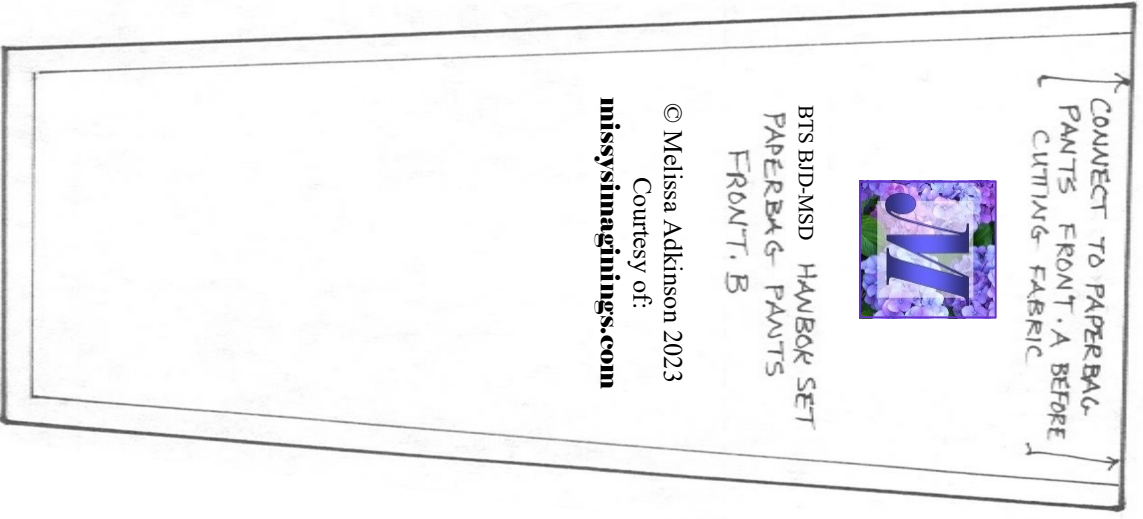 CONNECT TO PAPERBAG
PANTS FRONT. A BEFORE
CUTTING FABRIC
M
BTS BJD-MSD HANBOK SET
PAPERBAG PANTS
FRONT. B
© Melissa Adkinson 2023
Courtesy of:
missysimaginings.com